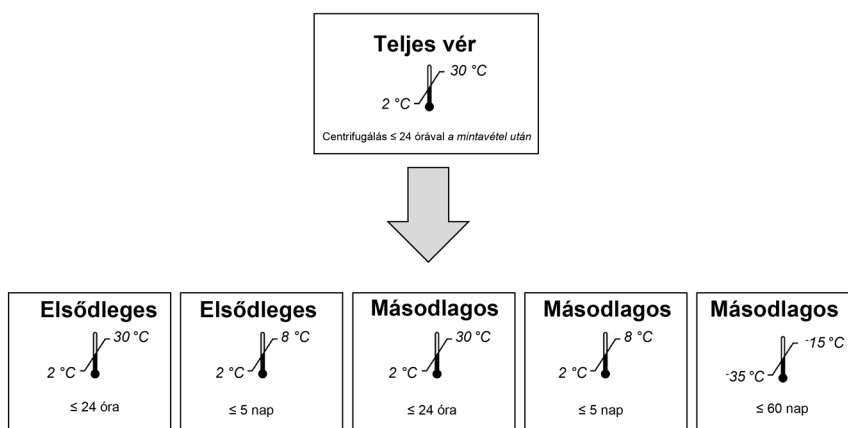 Teljes vér
30 °C
2 °C
Centrifugálás ≤ 24 órával a mintavétel után
Elsődleges
30 °C
2 °C
≤ 24 óra
Elsődleges
8 °C
2 °C
≤ 5 nap
Másodlagos
30 °C
2 °C
≤ 24 óra
Másodlagos
8 °C
2 °C
≤ 5 nap
Másodlagos
-15 °C
-35 °C
≤ 60 nap